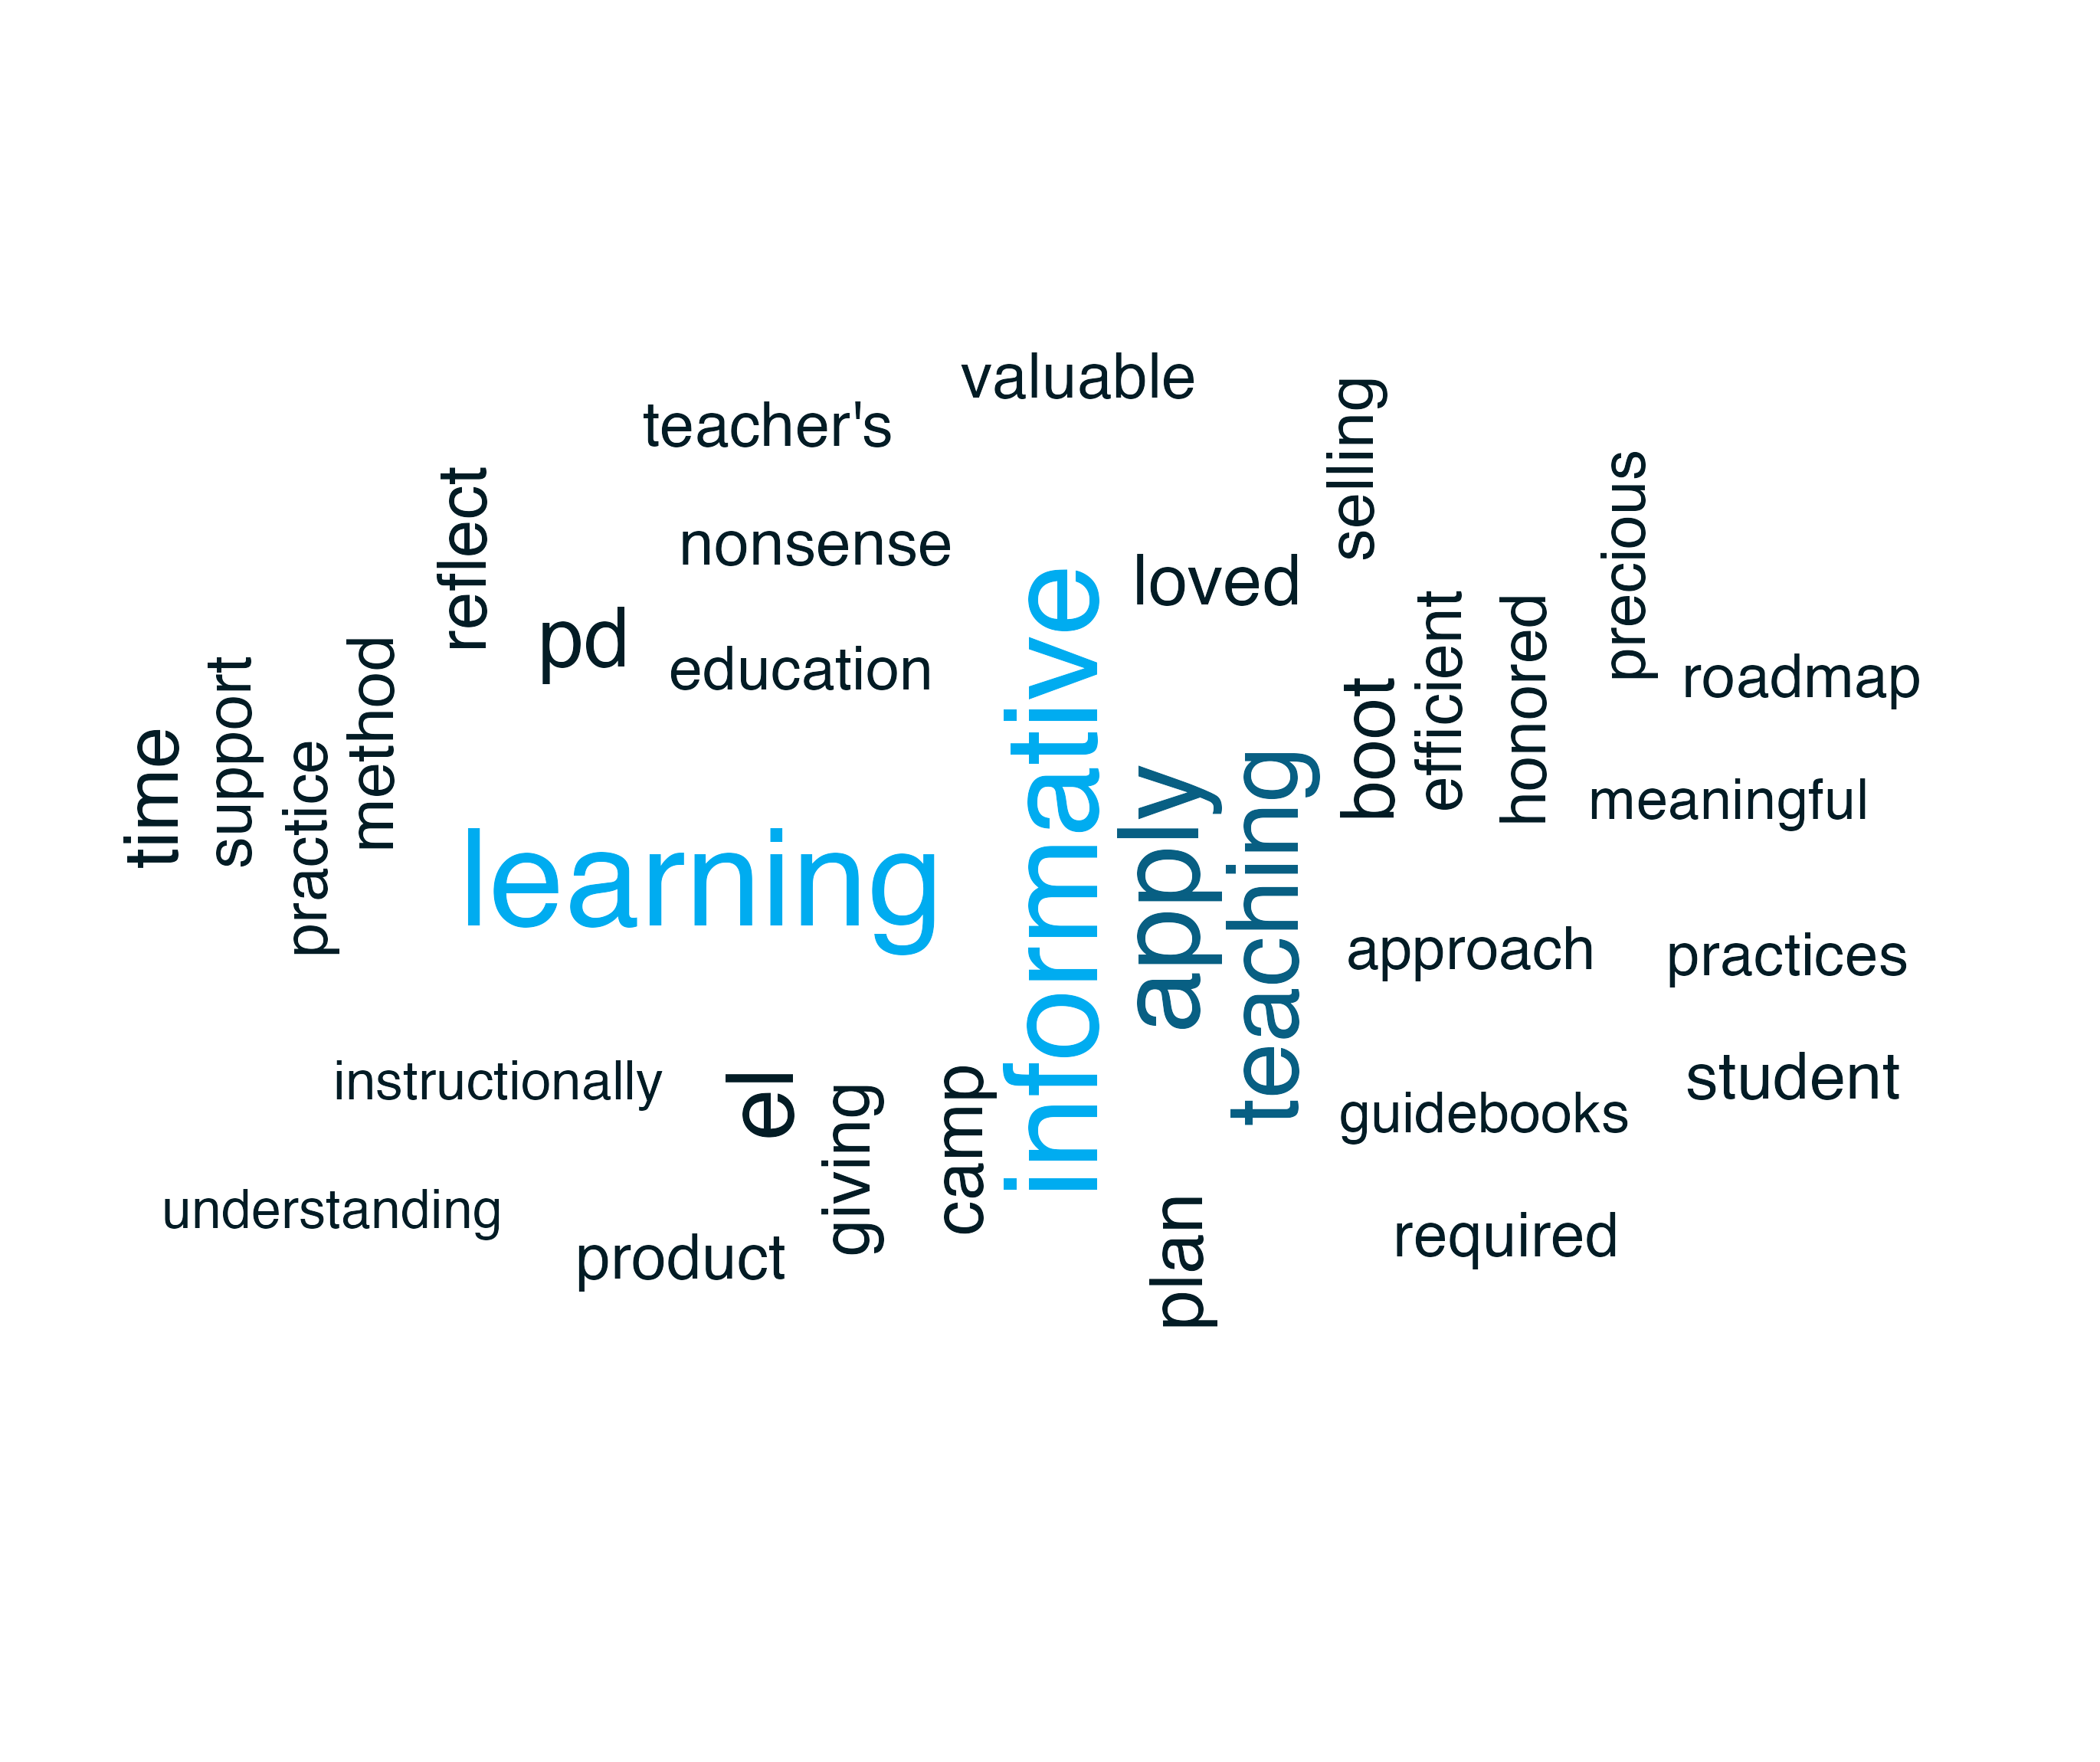 valuable
teacher's
selling
reflect
precious
nonsense
loved
pd
education
efficient
honored
roadmap
time
support
practice
method
boot
meaningful
learning
informative
apply
teaching
approach
practices
instructionally
el
giving
camp
guidebooks
student
understanding
product
plan
required